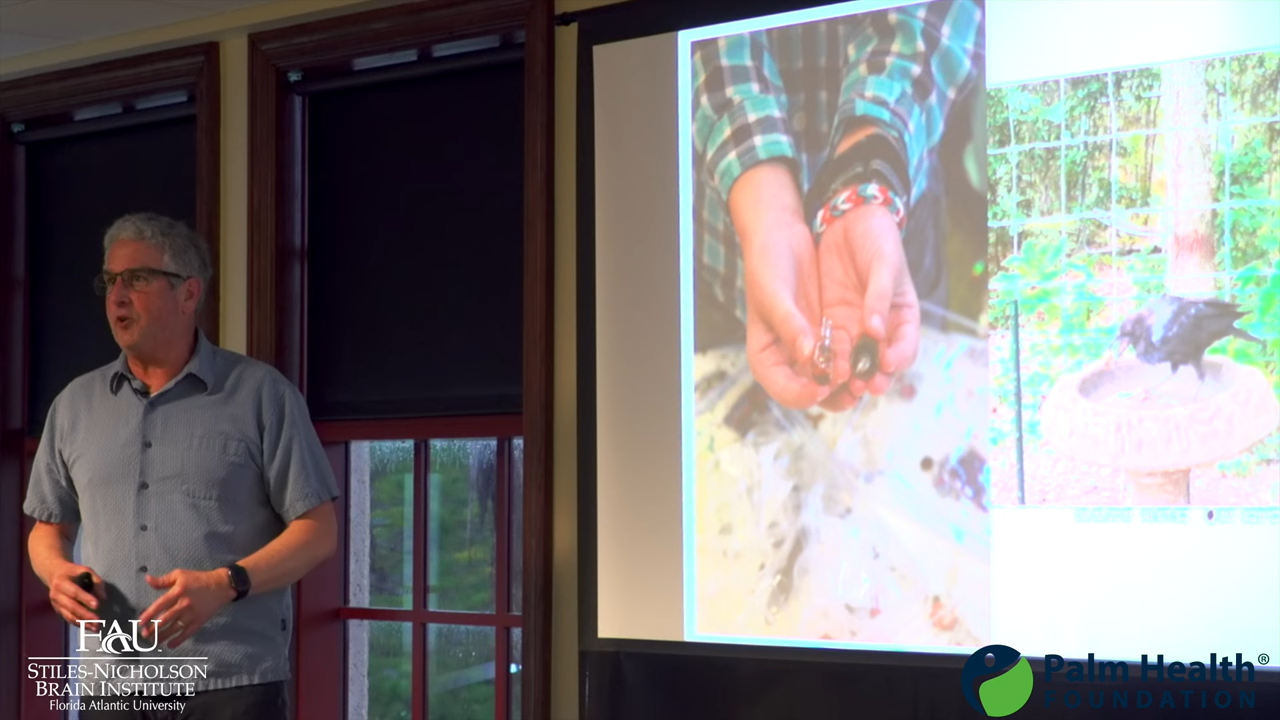 FAU
STILES-NICHOLSON
BRAIN INSTITUTE
Florida Atlantic University
Palm Health®
FOUNDATION